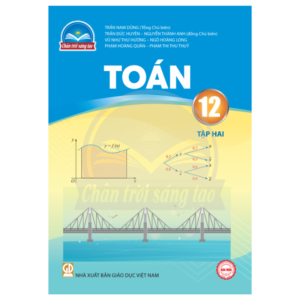 TRẦN NAM DŨNG (Tổng Chủ biên)
TRẦN ĐỨC HUYÊN – NGUYỄN THÀNH ANH (đồng Chủ biên)
VŨ NHƯ THƯ HƯƠNG – NGÔ HOÀNG LONG
PHẠM HOÀNG QUÂN – PHẠM THỊ THU THUỶ
Chân trời sáng tạo
TOÁN
12
TẬP HAI
y = f(x)
Chân trời sáng tạo
NHÀ XUẤT BẢN GIÁO DỤC VIỆT NAM